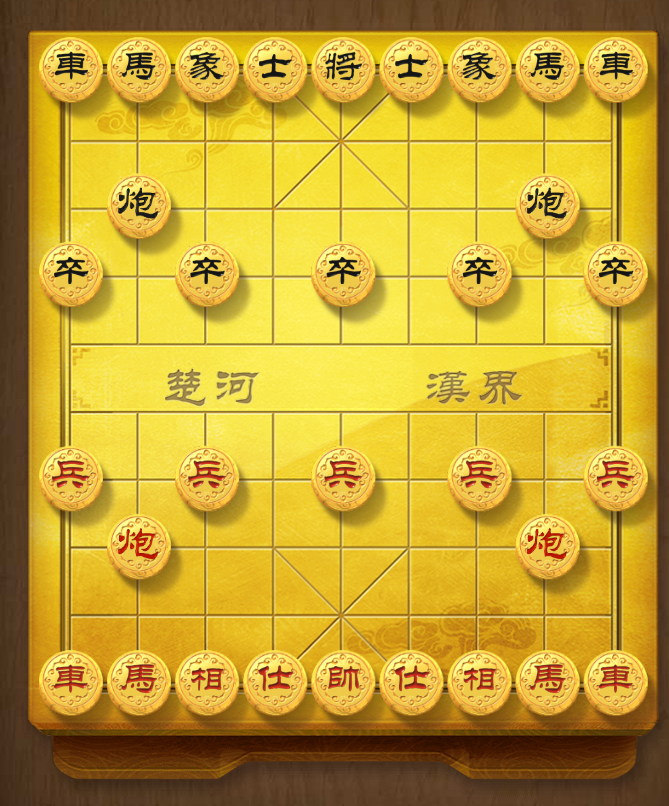 車馬象士將士象馬車
炮 炮
卒 卒 卒 卒 卒
楚河 漢界
兵 兵 兵 兵 兵
炮 炮
車馬相仕帥仕相馬車